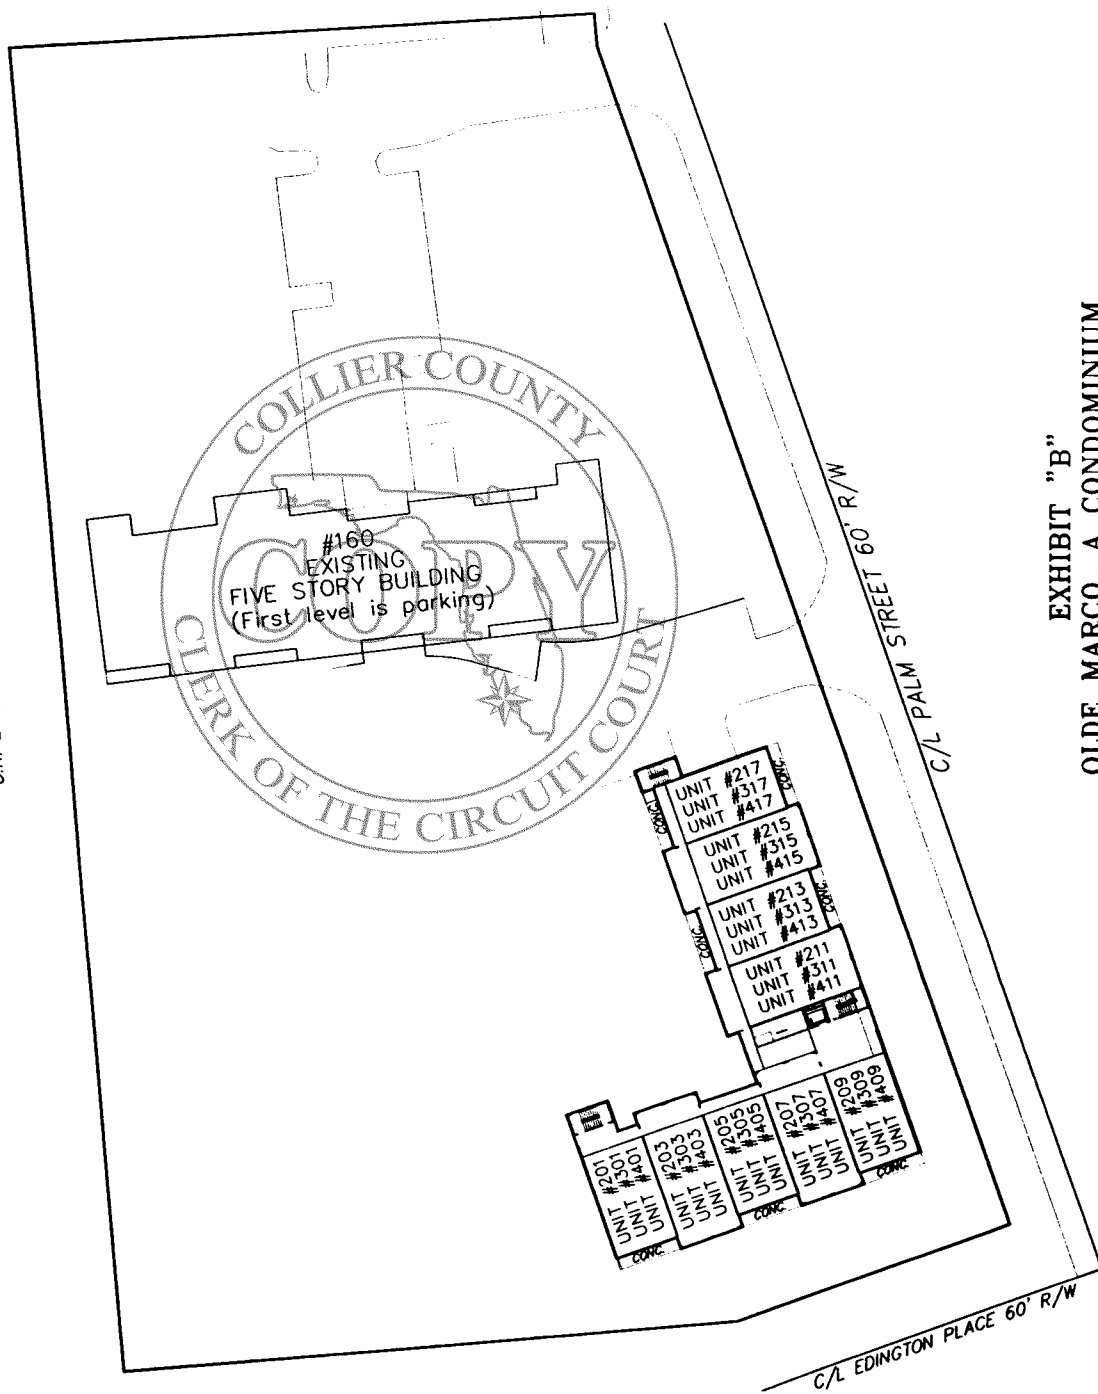 COLLIER COUNTY
COPY
CLERK OF THE CIRCUIT COURT
#160
EXISTING
FIVE STORY BUILDING
(First level is parking)
C/L PALM STREET 60' R/W
EXHIBIT "B"
OLDE MARCO A CONDOMINIUM
UNIT #217
UNIT #317
UNIT #417
CONC.
CONC.
UNIT #215
UNIT #315
UNIT #415
UNIT #213
UNIT #313
UNIT #413
CONC.
CONC.
UNIT #211
UNIT #311
UNIT #411
UNIT #201
UNIT #301
UNIT #401
UNIT #203
UNIT #303
UNIT #403
UNIT #205
UNIT #305
UNIT #405
UNIT #207
UNIT #307
UNIT #407
UNIT #209
UNIT #309
UNIT #409
CONC.
CONC.
CONC.
C/L EDINGTON PLACE 60' R/W